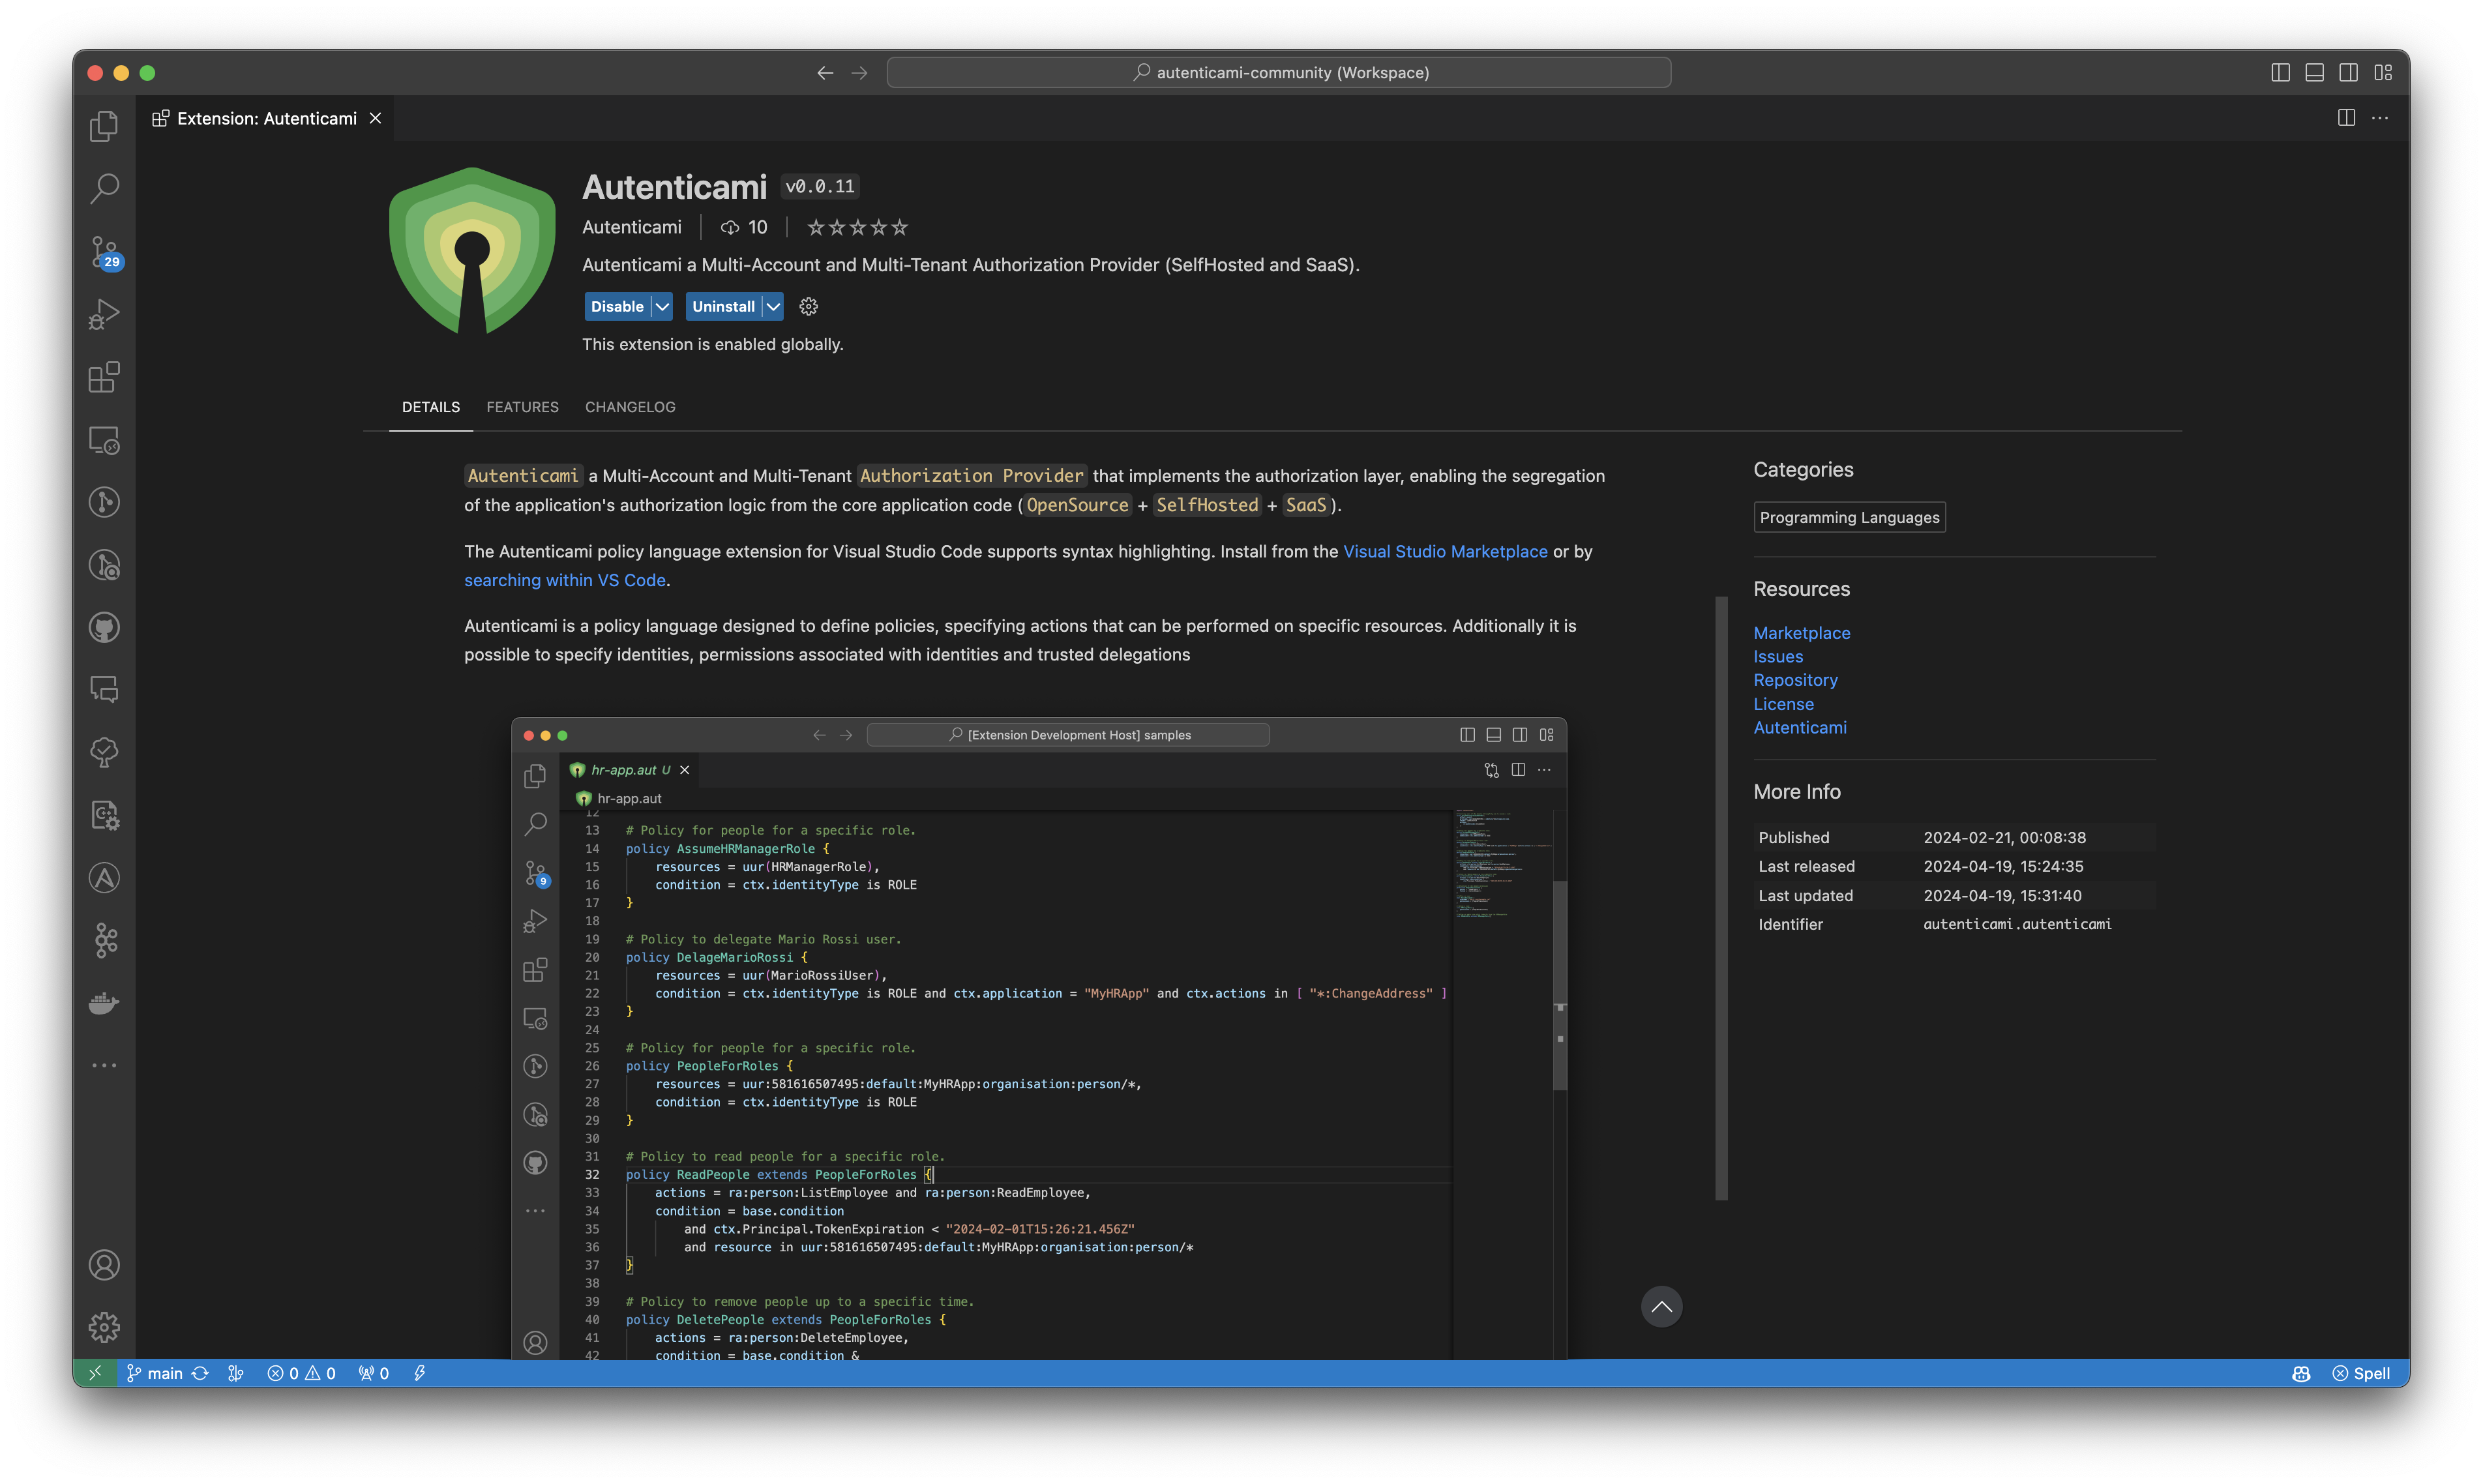 autenticami-community (Workspace)
Extension: Autenticami
29
Autenticami v0.0.11
Autenticami 10
Autenticami a Multi-Account and Multi-Tenant Authorization Provider (SelfHosted and SaaS).
Disable Uninstall
This extension is enabled globally.
DETAILS FEATURES CHANGELOG
Autenticami a Multi-Account and Multi-Tenant Authorization Provider that implements the authorization layer, enabling the segregation
of the application's authorization logic from the core application code (OpenSource + SelfHosted + SaaS).
The Autenticami policy language extension for Visual Studio Code supports syntax highlighting. Install from the Visual Studio Marketplace or by
searching within VS Code.
Autenticami is a policy language designed to define policies, specifying actions that can be performed on specific resources. Additionally it is
possible to specify identities, permissions associated with identities and trusted delegations
[Extension Development Host] samples
hr-app.aut U
hr-app.aut
9
12
13 # Policy for people for a specific role.
14 policy AssumeHRManagerRole {
15 resources = uur(HRManagerRole),
16 condition = ctx.identityType is ROLE
17 }
18
19 # Policy to delegate Mario Rossi user.
20 policy DelageMarioRossi {
21 resources = uur(MarioRossiUser),
22 condition = ctx.identityType is ROLE and ctx.application = "MyHRApp" and ctx.actions in [ "*:ChangeAddress" ]
23 }
24
25 # Policy for people for a specific role.
26 policy PeopleForRoles {
27 resources = uur:581616507495:default:MyHRApp:organisation:person/*,
28 condition = ctx.identityType is ROLE
29 }
30
31 # Policy to read people for a specific role.
32 policy ReadPeople extends PeopleForRoles {
33 actions = ra:person:ListEmployee and ra:person:ReadEmployee,
34 condition = base.condition
35 and ctx.Principal.TokenExpiration < "2024-02-01T15:26:21.456Z"
36 and resource in uur:581616507495:default:MyHRApp:organisation:person/*
37 }
38
39 # Policy to remove people up to a specific time.
40 policy DeletePeople extends PeopleForRoles {
41 actions = ra:person:DeleteEmployee,
42 condition = base.condition &
Categories
Programming Languages
Resources
Marketplace
Issues
Repository
License
Autenticami
More Info
Published 2024-02-21, 00:08:38
Last released 2024-04-19, 15:24:35
Last updated 2024-04-19, 15:31:40
Identifier autenticami.autenticami
main 0 0 0 Spell